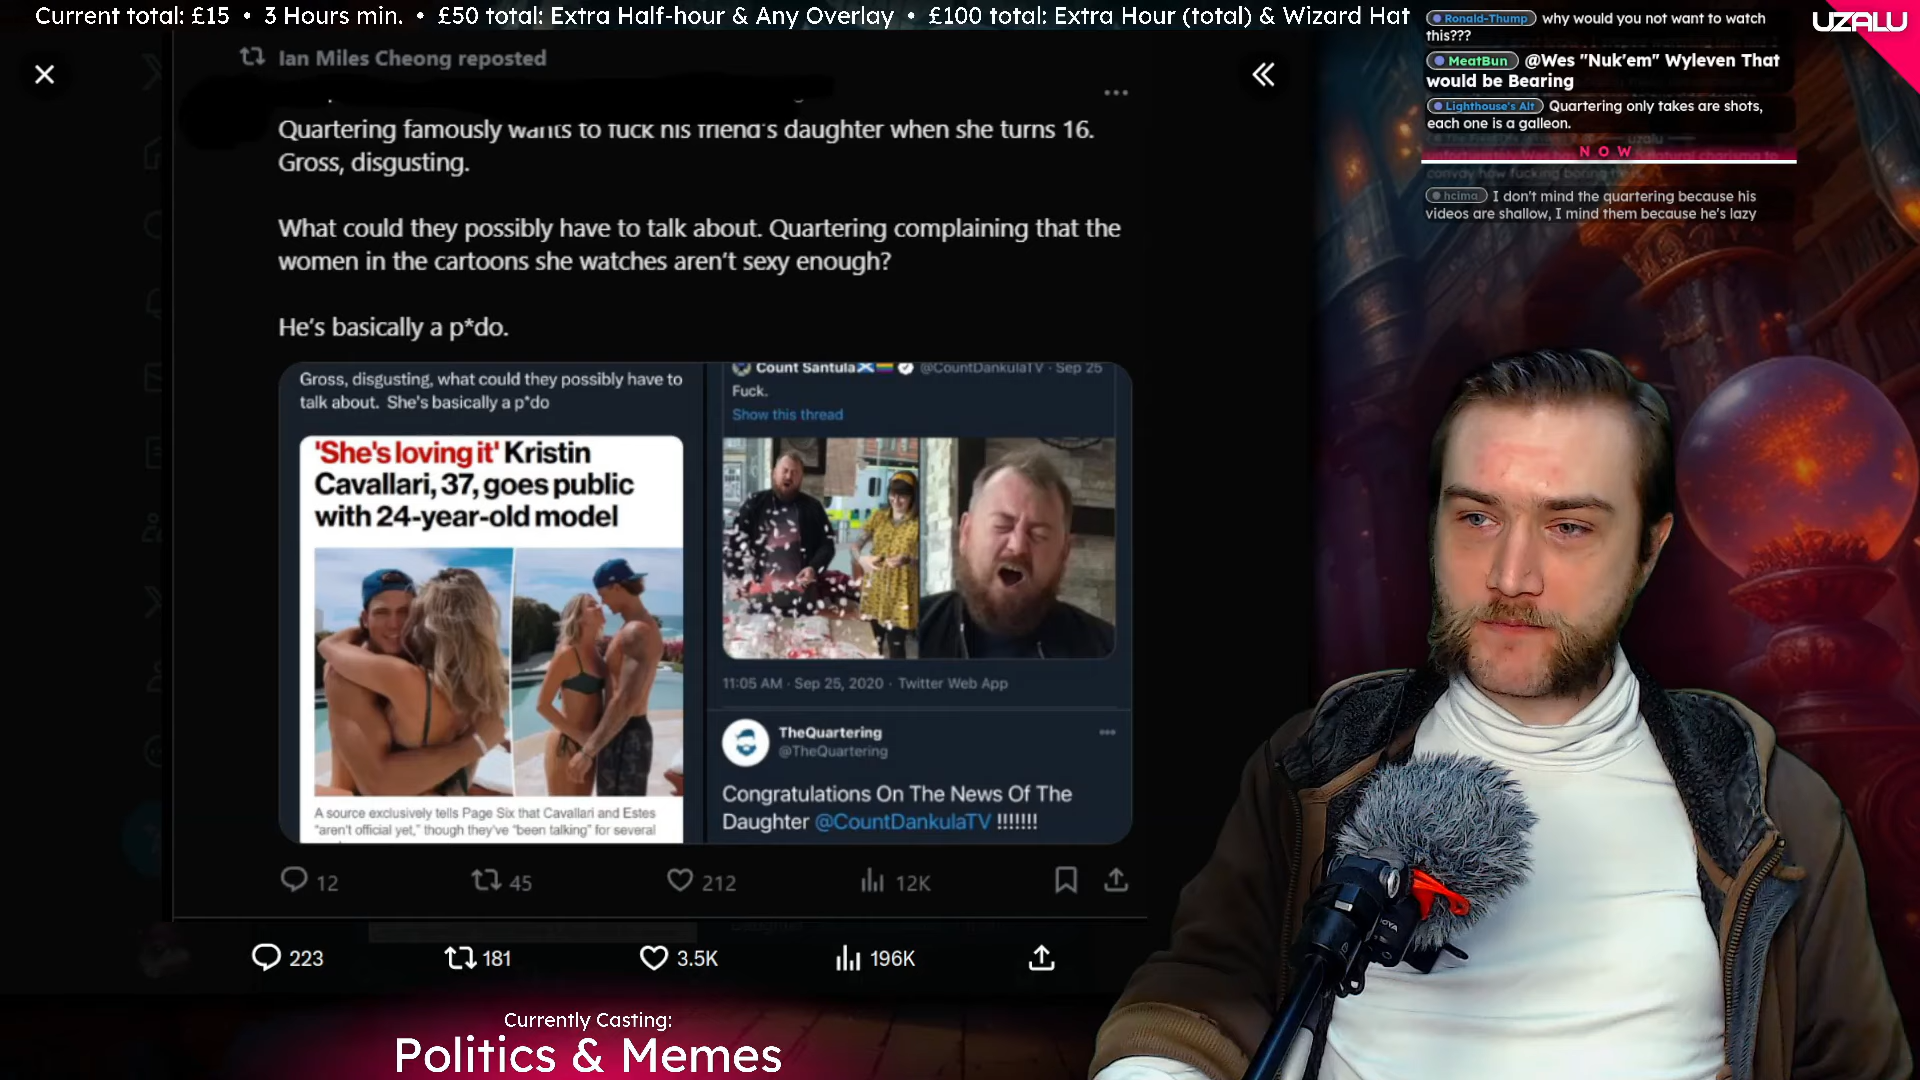 Current total: £15 • 3 Hours min. • £50 total: Extra Half-hour & Any Overlay • £100 total: Extra Hour (total) & Wizard Hat
UZALU
Ronald-Thump why would you not want to watch
this???
MeatBun @Wes "Nuk'em" Wyleven That
would be Bearing
Lighthouse's Alt Quartering only takes are shots,
each one is a galleon.
NOW
hcima I don't mind the quartering because his
videos are shallow, I mind them because he's lazy
Ian Miles Cheong reposted
Quartering famously wants to fuck his friend's daughter when she turns 16.
Gross, disgusting.
What could they possibly have to talk about. Quartering complaining that the
women in the cartoons she watches aren't sexy enough?
He's basically a p*do.
Gross, disgusting, what could they possibly have to
talk about. She's basically a p*do
'She's loving it' Kristin
Cavallari, 37, goes public
with 24-year-old model
A source exclusively tells Page Six that Cavallari and Estes
"aren't official yet," though they've "been talking" for several
Count Santula @CountDankulaTV · Sep 25
Fuck.
Show this thread
11:05 AM · Sep 25, 2020 · Twitter Web App
TheQuartering
@TheQuartering
Congratulations On The News Of The
Daughter @CountDankulaTV !!!!!!!
12 45 212 12K
223 181 3.5K 196K
Currently Casting:
Politics & Memes